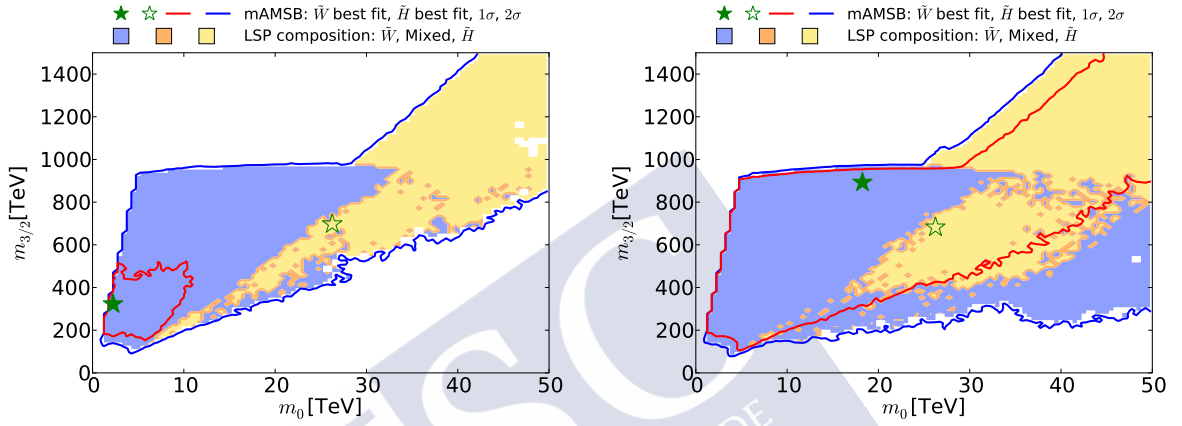 mAMSB: W̃ best fit, H̃ best fit, 1σ, 2σ
LSP composition: W̃, Mixed, H̃
1400
1200
1000
800
600
400
200
0
m3/2[TeV]
0 10 20 30 40 50
m0[TeV]
mAMSB: W̃ best fit, H̃ best fit, 1σ, 2σ
LSP composition: W̃, Mixed, H̃
1400
1200
1000
800
600
400
200
0
m3/2[TeV]
0 10 20 30 40 50
m0[TeV]
SC
DE